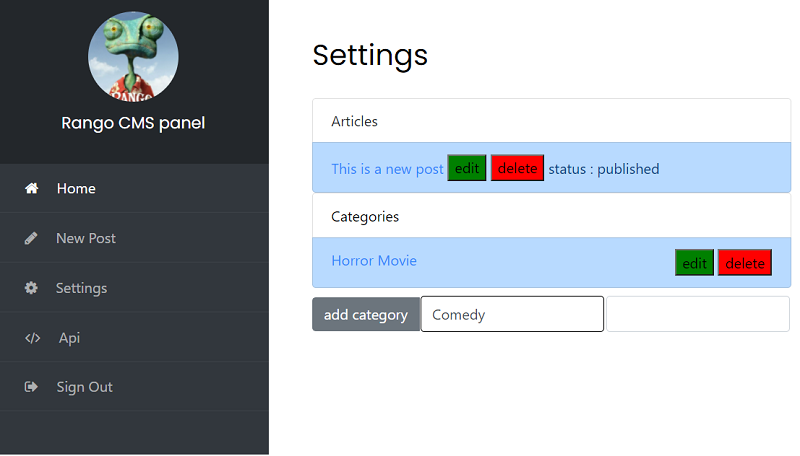 RANGO
Rango CMS panel
Home
New Post
Settings
Api
Sign Out
Settings
Articles
This is a new post edit delete status : published
Categories
Horror Movie edit delete
add category Comedy